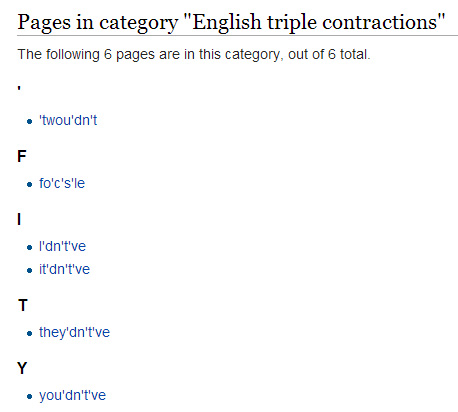 Pages in category "English triple contractions"
The following 6 pages are in this category, out of 6 total.
'
'twou'dn't
F
fo'c's'le
I
I'dn't've
it'dn't've
T
they'dn't've
Y
you'dn't've